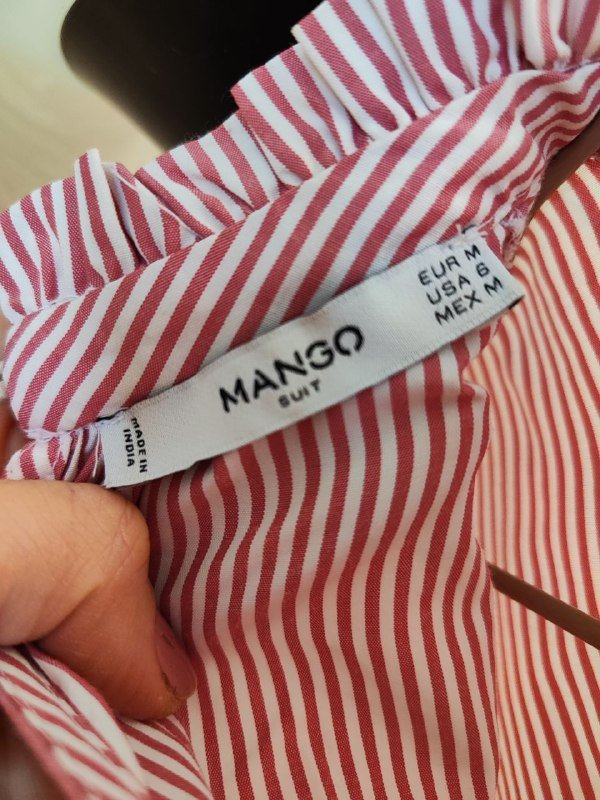 MANGO
SUIT
EUR M
USA 6
MEX M
MADE IN
INDIA